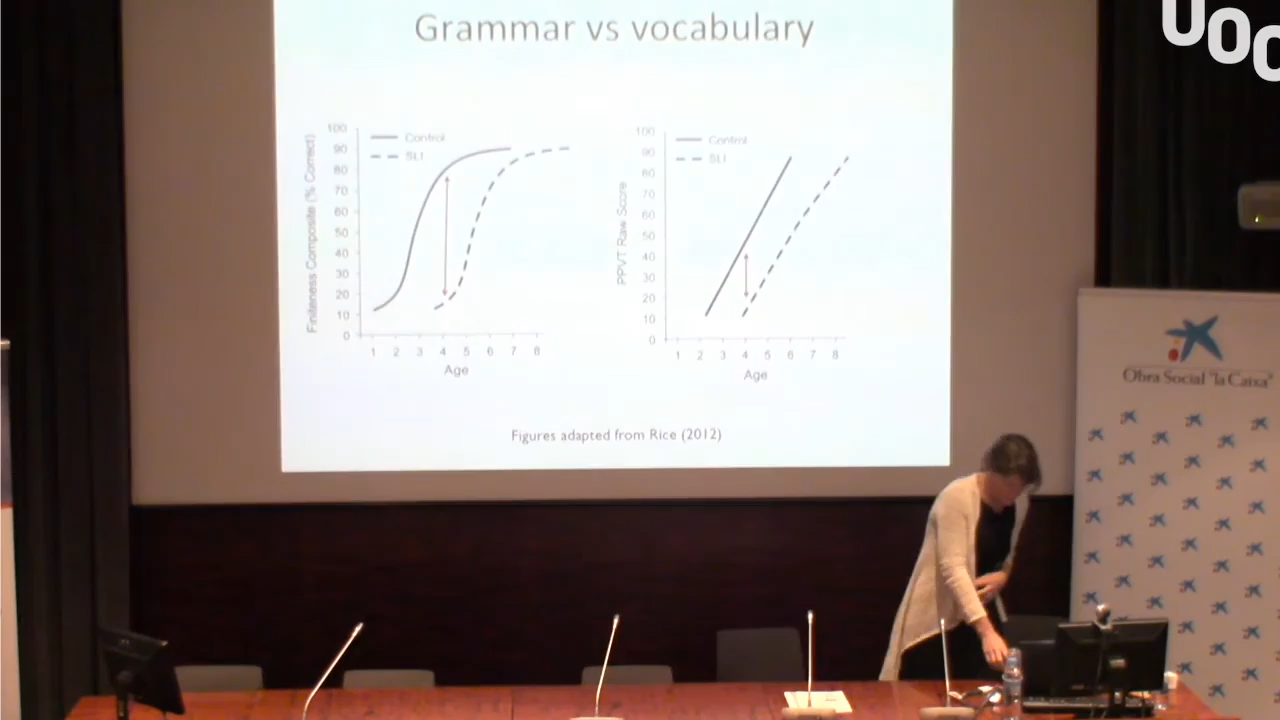 Grammar vs vocabulary
UOC
Finiteness Composite (% Correct)
100
90
80
70
60
50
40
30
20
10
0
Control
SLI
1 2 3 4 5 6 7 8
Age
PPVT Raw Score
100
90
80
70
60
50
40
30
20
10
0
Control
SLI
1 2 3 4 5 6 7 8
Age
Figures adapted from Rice (2012)
Obra Social "la Caixa"